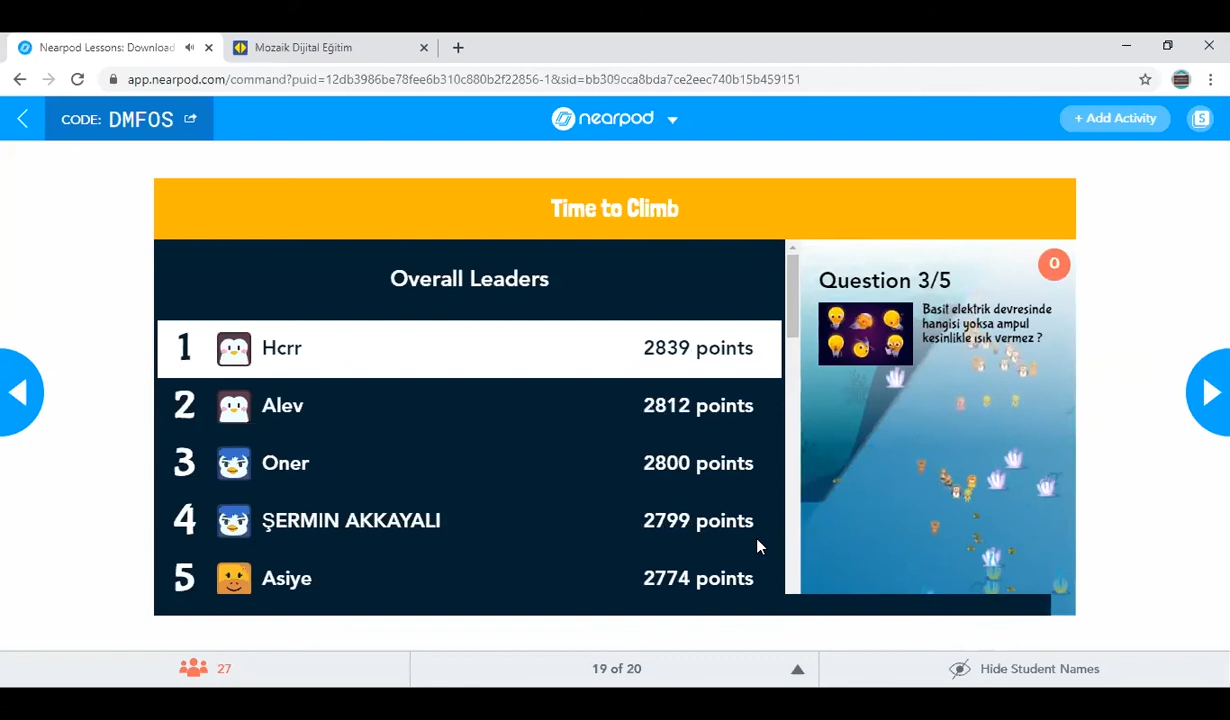 Nearpod Lessons: Download
Mozaik Dijital Eğitim
app.nearpod.com/command?puid=12db3986be78fee6b310c880b2f22856-1&sid=bb309cca8bda7ce2eec740b15b459151
CODE: DMFOS
nearpod
+ Add Activity
S
Time to Climb
Overall Leaders
1 Hcrr 2839 points
2 Alev 2812 points
3 Oner 2800 points
4 ŞERMIN AKKAYALI 2799 points
5 Asiye 2774 points
0
Question 3/5
Basit elektrik devresinde
hangisi yoksa ampul
kesinlikle ışık vermez ?
27
19 of 20
Hide Student Names